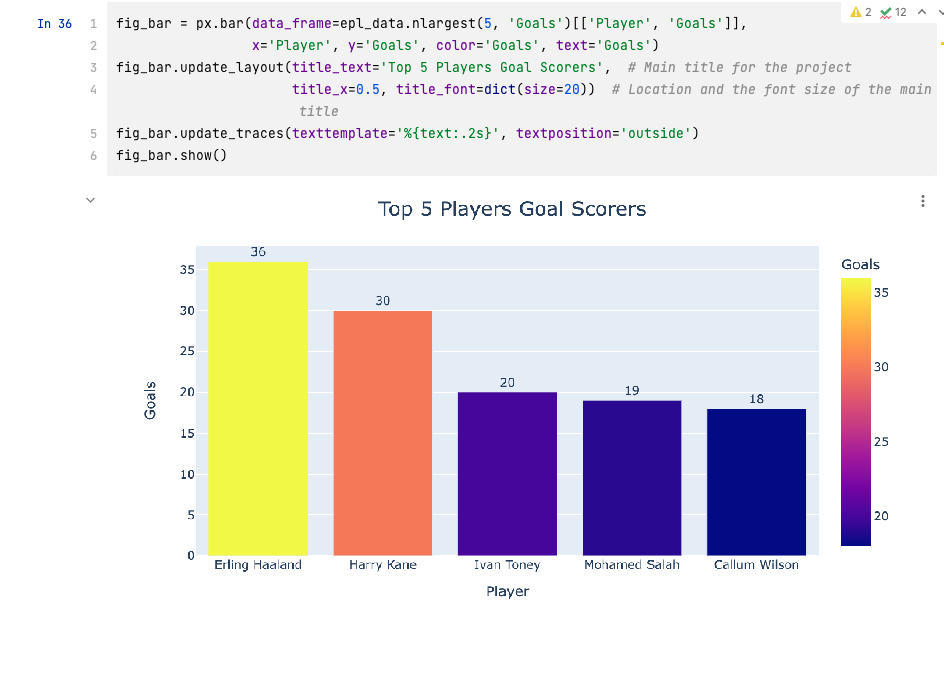 In 36
2 12
1 fig_bar = px.bar(data_frame=epl_data.nlargest(5, 'Goals')[['Player', 'Goals']],
2 x='Player', y='Goals', color='Goals', text='Goals')
3 fig_bar.update_layout(title_text='Top 5 Players Goal Scorers', # Main title for the project
4 title_x=0.5, title_font=dict(size=20)) # Location and the font size of the main
title
5 fig_bar.update_traces(texttemplate='%{text:.2s}', textposition='outside')
6 fig_bar.show()
Top 5 Players Goal Scorers
36
30
20
19
18
35
30
25
20
15
10
5
0
Goals
Erling Haaland Harry Kane Ivan Toney Mohamed Salah Callum Wilson
Player
Goals
35
30
25
20